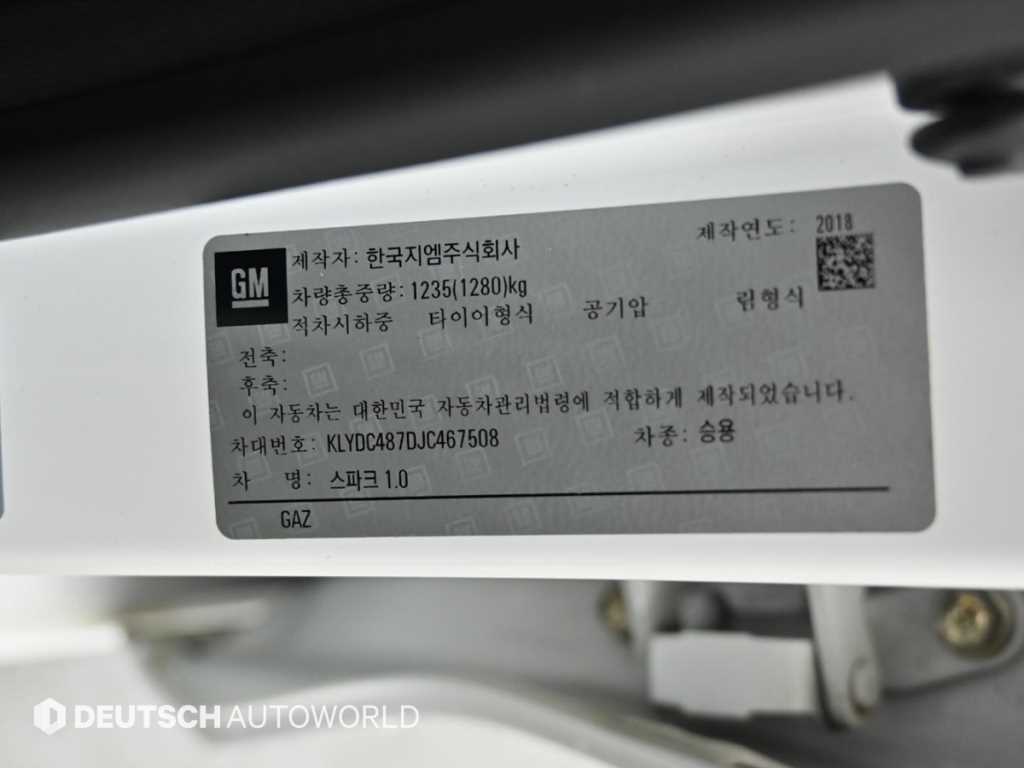 GM
제작자: 한국지엠주식회사
제작연도: 2018
차량총중량: 1235(1280)kg
적차시하중 타이어형식 공기압 림형식
전축:
후축:
이 자동차는 대한민국 자동차관리법령에 적합하게 제작되었습니다.
차대번호: KLYDC487DJC467508 차종: 승용
차 명: 스파크 1.0
GAZ
DEUTSCH AUTOWORLD